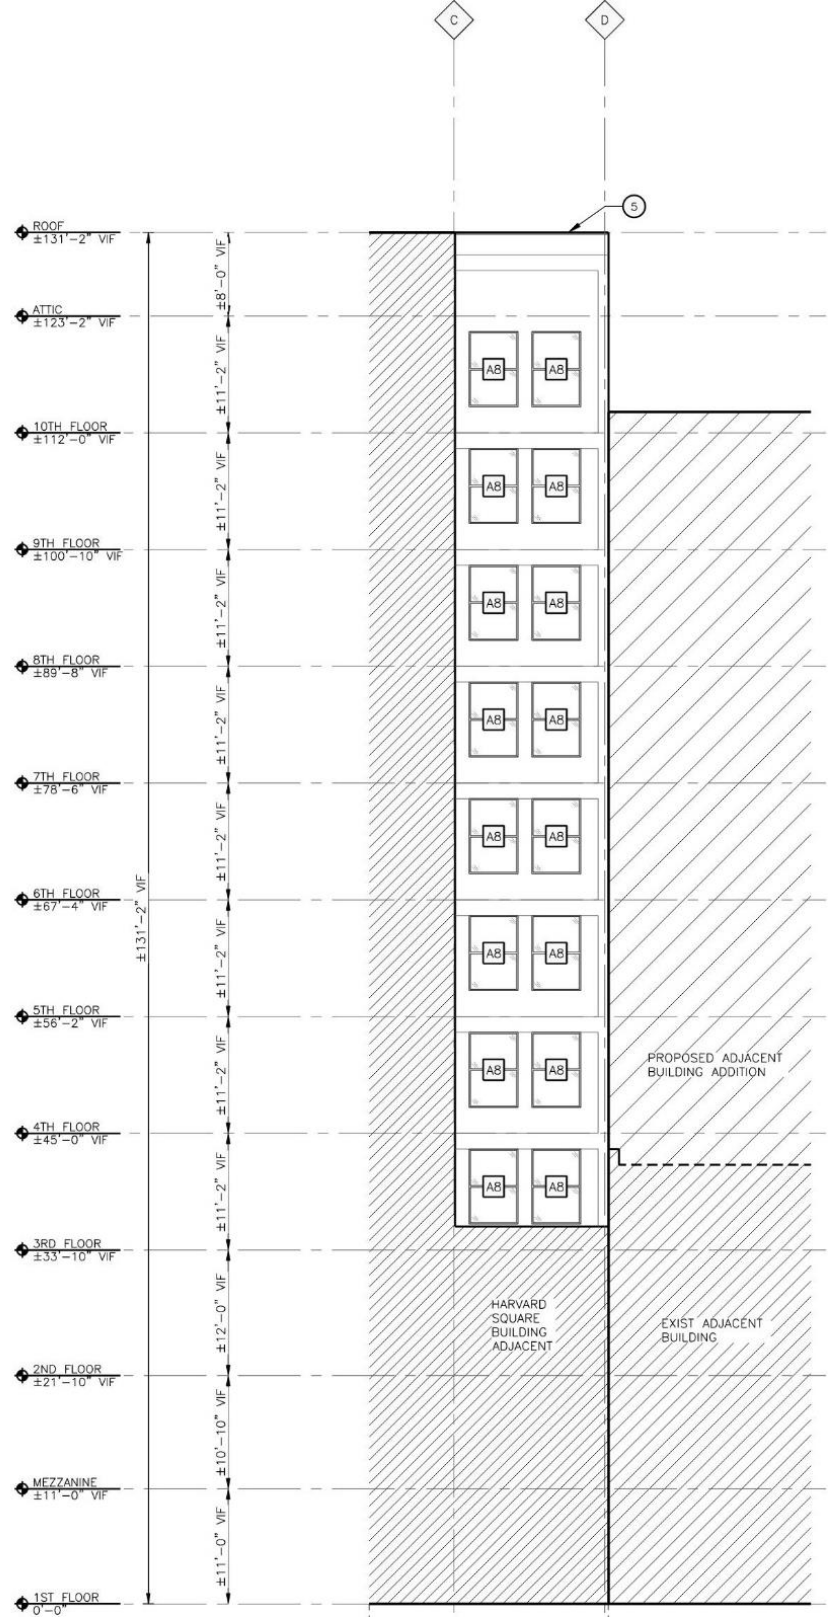 C
D
5
ROOF
±131'-2" VIF
±8'-0" VIF
ATTIC
±123'-2" VIF
±11'-2" VIF
A8
A8
10TH FLOOR
±112'-0" VIF
±11'-2" VIF
A8
A8
9TH FLOOR
±100'-10" VIF
±11'-2" VIF
A8
A8
8TH FLOOR
±89'-8" VIF
±11'-2" VIF
A8
A8
7TH FLOOR
±78'-6" VIF
±11'-2" VIF
A8
A8
6TH FLOOR
±67'-4" VIF
±131'-2" VIF
±11'-2" VIF
A8
A8
5TH FLOOR
±56'-2" VIF
±11'-2" VIF
A8
A8
PROPOSED ADJACENT
BUILDING ADDITION
4TH FLOOR
±45'-0" VIF
±11'-2" VIF
A8
A8
3RD FLOOR
±33'-10" VIF
±12'-0" VIF
HARVARD
SQUARE
BUILDING
ADJACENT
EXIST ADJACENT
BUILDING
2ND FLOOR
±21'-10" VIF
±10'-10" VIF
MEZZANINE
±11'-0" VIF
±11'-0" VIF
1ST FLOOR
0'-0"